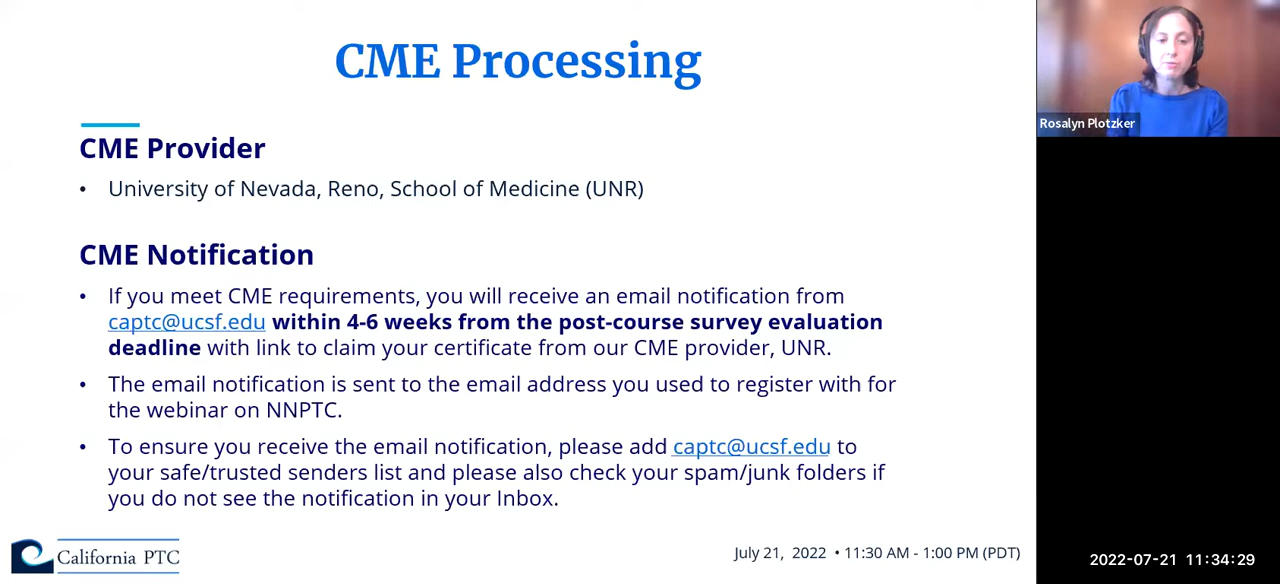 CME Processing
CME Provider
• University of Nevada, Reno, School of Medicine (UNR)
CME Notification
• If you meet CME requirements, you will receive an email notification from
captc@ucsf.edu within 4-6 weeks from the post-course survey evaluation
deadline with link to claim your certificate from our CME provider, UNR.
• The email notification is sent to the email address you used to register with for
the webinar on NNPTC.
• To ensure you receive the email notification, please add captc@ucsf.edu to
your safe/trusted senders list and please also check your spam/junk folders if
you do not see the notification in your Inbox.
California PTC
July 21, 2022 • 11:30 AM - 1:00 PM (PDT)
Rosalyn Plotzker
2022-07-21 11:34:29